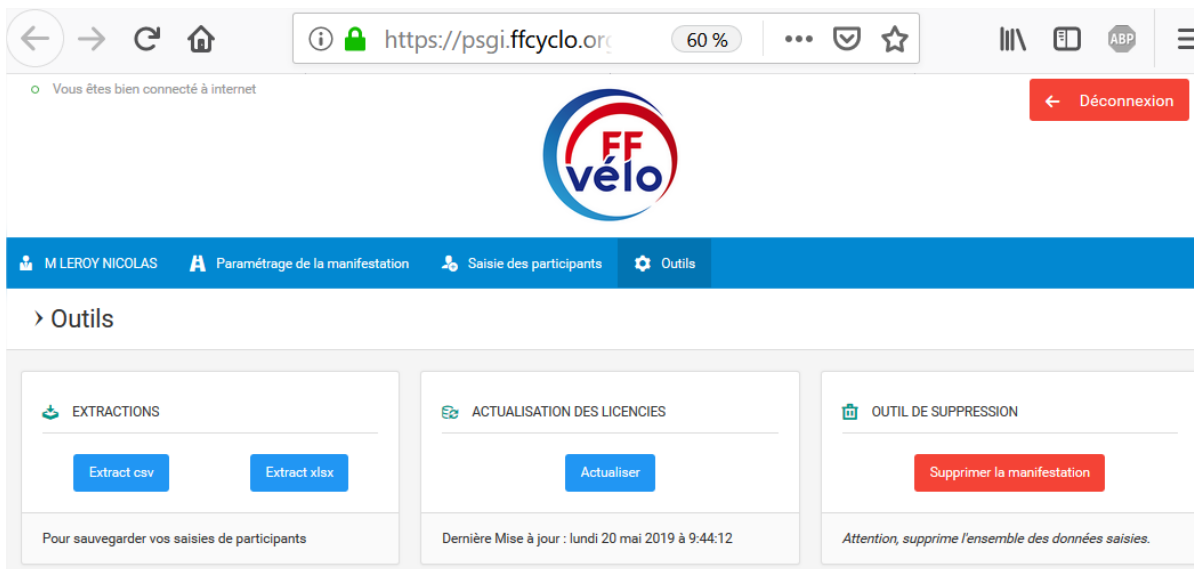 https://psgi.ffcyclo.org
60 %
ABP
Vous êtes bien connecté à internet
Déconnexion
FF
vélo
M LEROY NICOLAS
Paramétrage de la manifestation
Saisie des participants
Outils
› Outils
EXTRACTIONS
Extract csv
Extract xlsx
Pour sauvegarder vos saisies de participants
ACTUALISATION DES LICENCIES
Actualiser
Dernière Mise à jour : lundi 20 mai 2019 à 9:44:12
OUTIL DE SUPPRESSION
Supprimer la manifestation
Attention, supprime l'ensemble des données saisies.